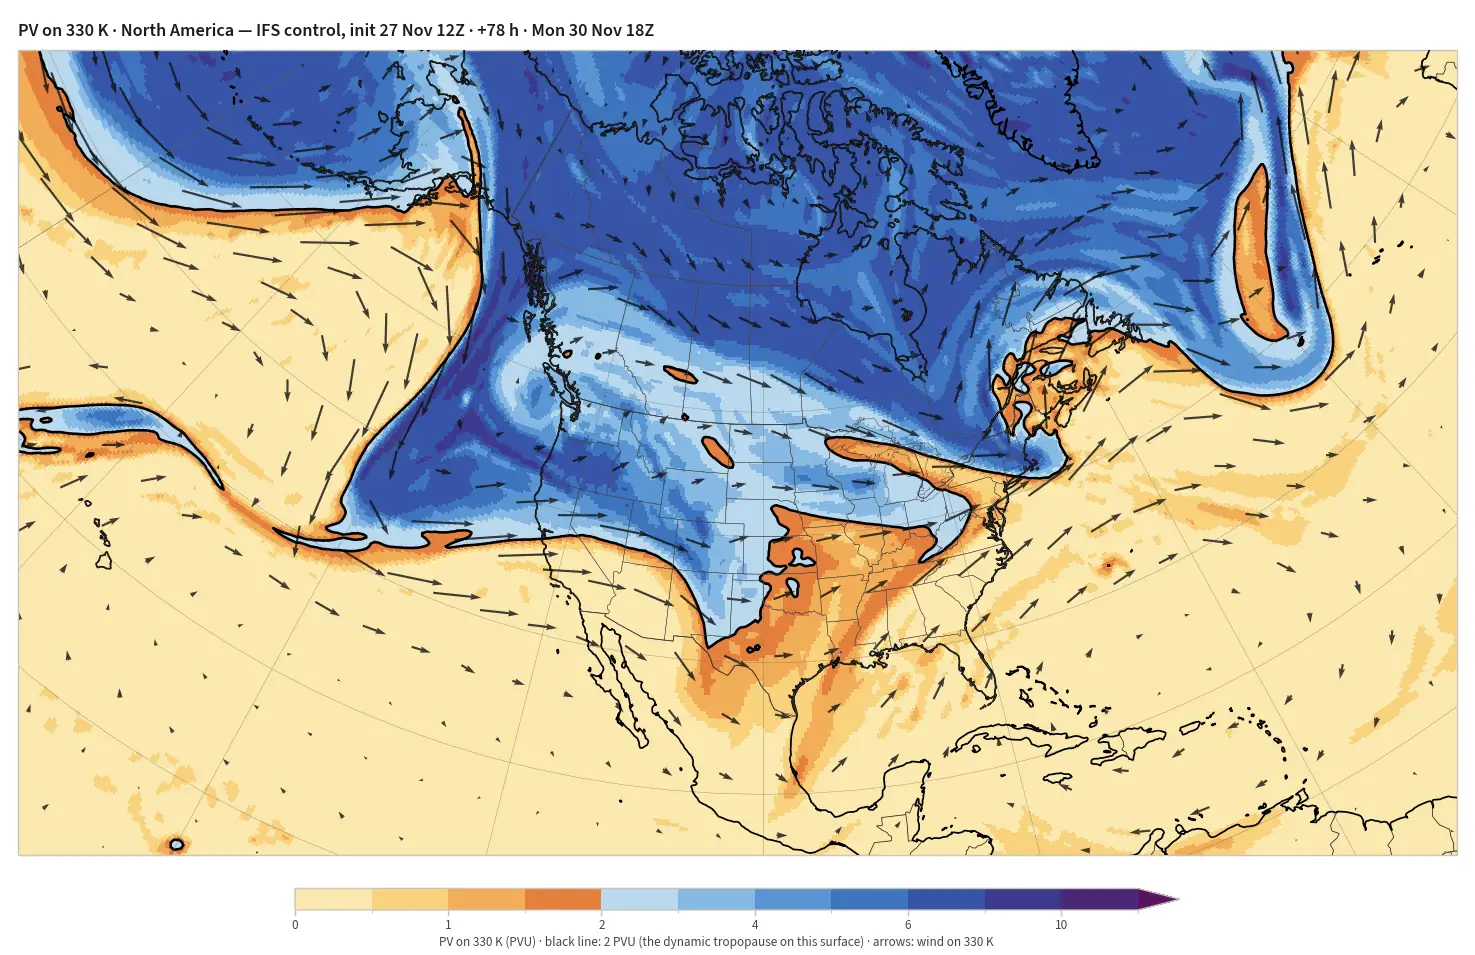 PV on 330 K · North America — IFS control, init 27 Nov 12Z · +78 h · Mon 30 Nov 18Z
0 1 2 4 6 10
PV on 330 K (PVU) · black line: 2 PVU (the dynamic tropopause on this surface) · arrows: wind on 330 K